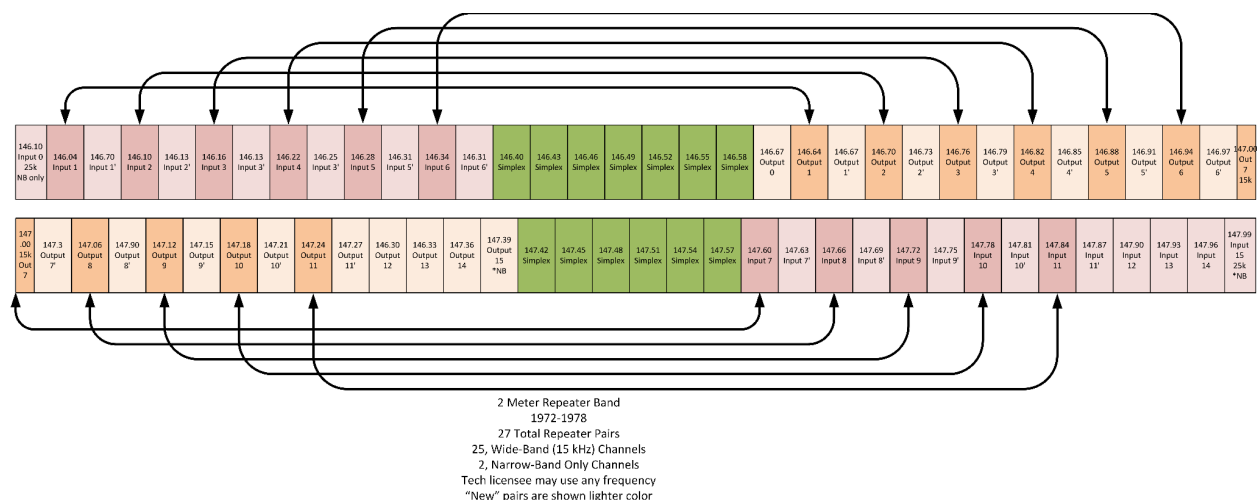 146.10
Input 0
25k
NB only
146.04
Input 1
146.70
Input 1'
146.10
Input 2
146.13
Input 2'
146.16
Input 3
146.13
Input 3'
146.22
Input 4
146.25
Input 3'
146.28
Input 5
146.31
Input 5'
146.34
Input 6
146.31
Input 6'
146.40
Simplex
146.43
Simplex
146.46
Simplex
146.49
Simplex
146.52
Simplex
146.55
Simplex
146.58
Simplex
146.67
Output
0
146.64
Output
1
146.67
Output
1'
146.70
Output
2
146.73
Output
2'
146.76
Output
3
146.79
Output
3'
146.82
Output
4
146.85
Output
4'
146.88
Output
5
146.91
Output
5'
146.94
Output
6
146.97
Output
6'
147.00
Out
7
15k
147
.00
15k
Out
7
147.3
Output
7'
147.06
Output
8
147.90
Output
8'
147.12
Output
9
147.15
Output
9'
147.18
Output
10
147.21
Output
10'
147.24
Output
11
147.27
Output
11'
146.30
Output
12
146.33
Output
13
147.36
Output
14
147.39
Output
15
*NB
147.42
Simplex
147.45
Simplex
147.48
Simplex
147.51
Simplex
147.54
Simplex
147.57
Simplex
147.60
Input 7
147.63
Input 7'
147.66
Input 8
147.69
Input 8'
147.72
Input 9
147.75
Input 9'
147.78
Input
10
147.81
Input
10'
147.84
Input
11
147.87
Input
11'
147.90
Input
12
147.93
Input
13
147.96
Input
14
147.99
Input
15
25k
*NB
2 Meter Repeater Band
1972-1978
27 Total Repeater Pairs
25, Wide-Band (15 kHz) Channels
2, Narrow-Band Only Channels
Tech licensee may use any frequency
“New” pairs are shown lighter color